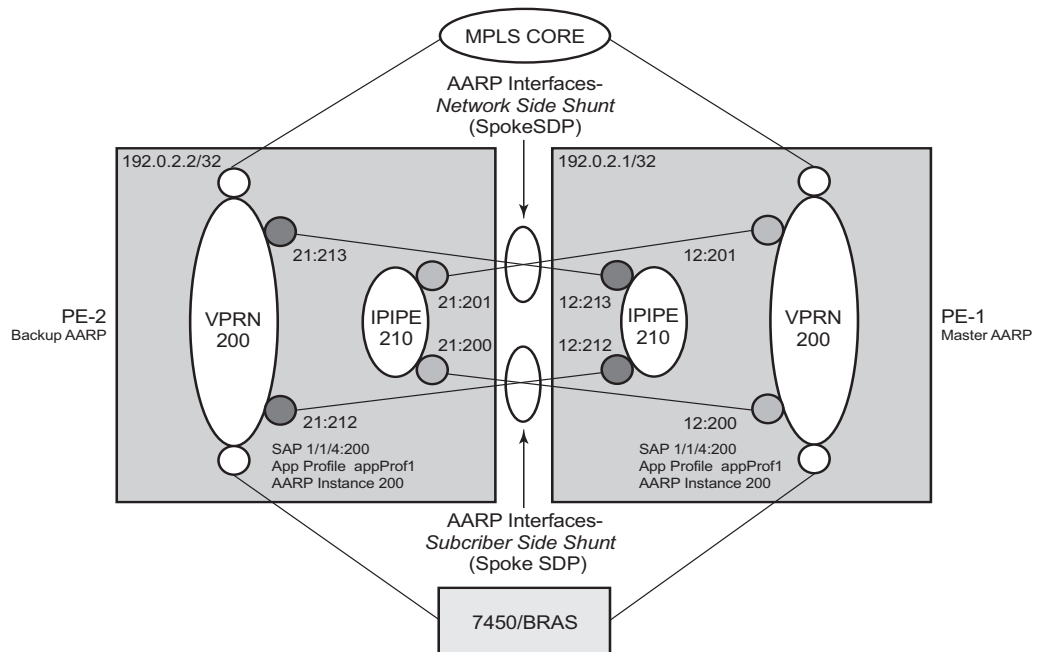 MPLS CORE
AARP Interfaces-
Network Side Shunt
(SpokeSDP)
192.0.2.2/32
192.0.2.1/32
21:213
12:201
21:201
12:213
PE-2
Backup AARP
VPRN
200
IPIPE
210
IPIPE
210
VPRN
200
PE-1
Master AARP
21:200
12:212
21:212
12:200
SAP 1/1/4:200
App Profile appProf1
AARP Instance 200
SAP 1/1/4:200
App Profile appProf1
AARP Instance 200
AARP Interfaces-
Subcriber Side Shunt
(Spoke SDP)
7450/BRAS